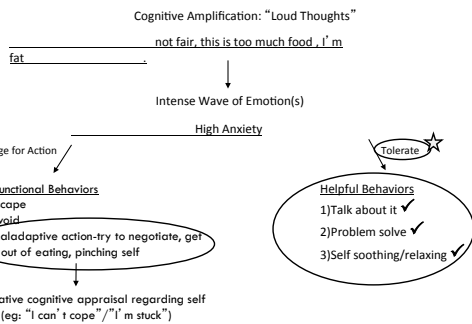 Cognitive Amplification: “Loud Thoughts”
not fair, this is too much food , I’m
fat .
Intense Wave of Emotion(s)
High Anxiety
ge for Action
Tolerate
unctional Behaviors
cape
void
aladaptive action-try to negotiate, get
out of eating, pinching self
Helpful Behaviors
1)Talk about it ✓
2)Problem solve ✓
3)Self soothing/relaxing ✓
ative cognitive appraisal regarding self
(eg: “I can’t cope”/”I’m stuck”)